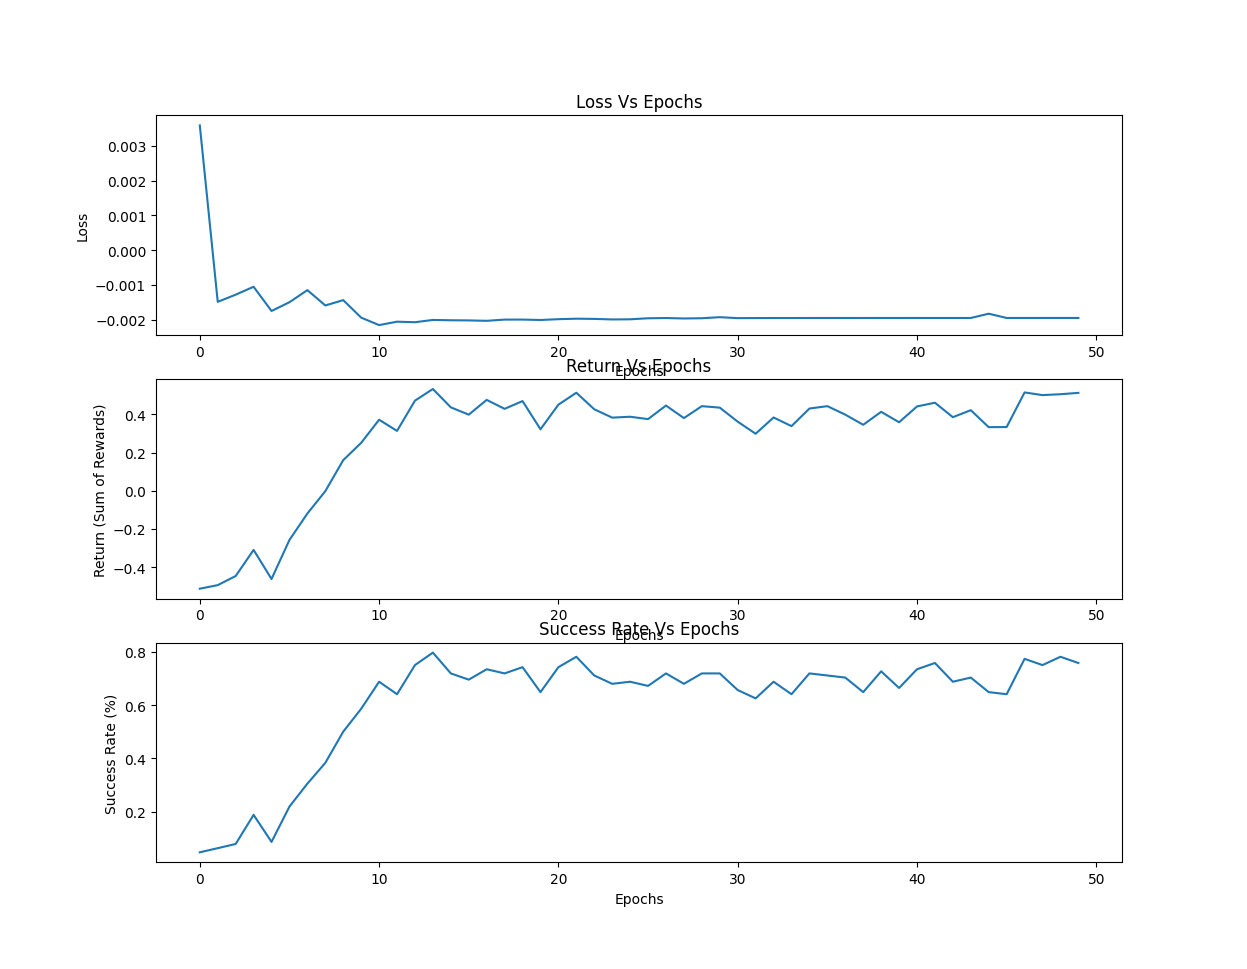 Loss Vs Epochs
Loss
0.003
0.002
0.001
0.000
−0.001
−0.002
0 10 20 30 40 50
Epochs
Return Vs Epochs
Return (Sum of Rewards)
0.4
0.2
0.0
−0.2
−0.4
0 10 20 30 40 50
Epochs
Success Rate Vs Epochs
Success Rate (%)
0.8
0.6
0.4
0.2
0 10 20 30 40 50
Epochs